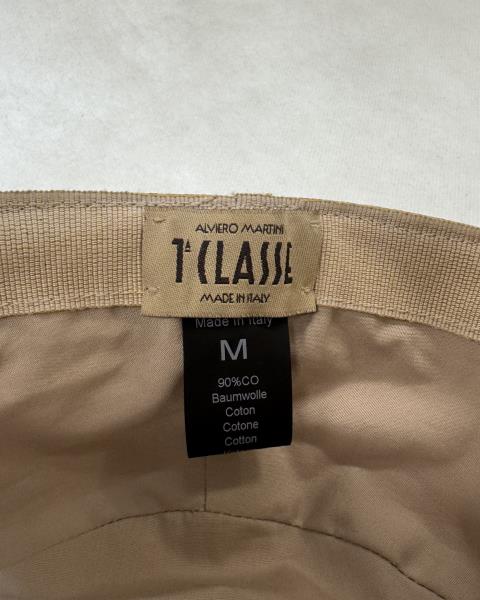 ALVIERO MARTINI
1ᴬ CLASSE
MADE IN ITALY
Made in Italy
M
90%CO
Baumwolle
Coton
Cotone
Cotton